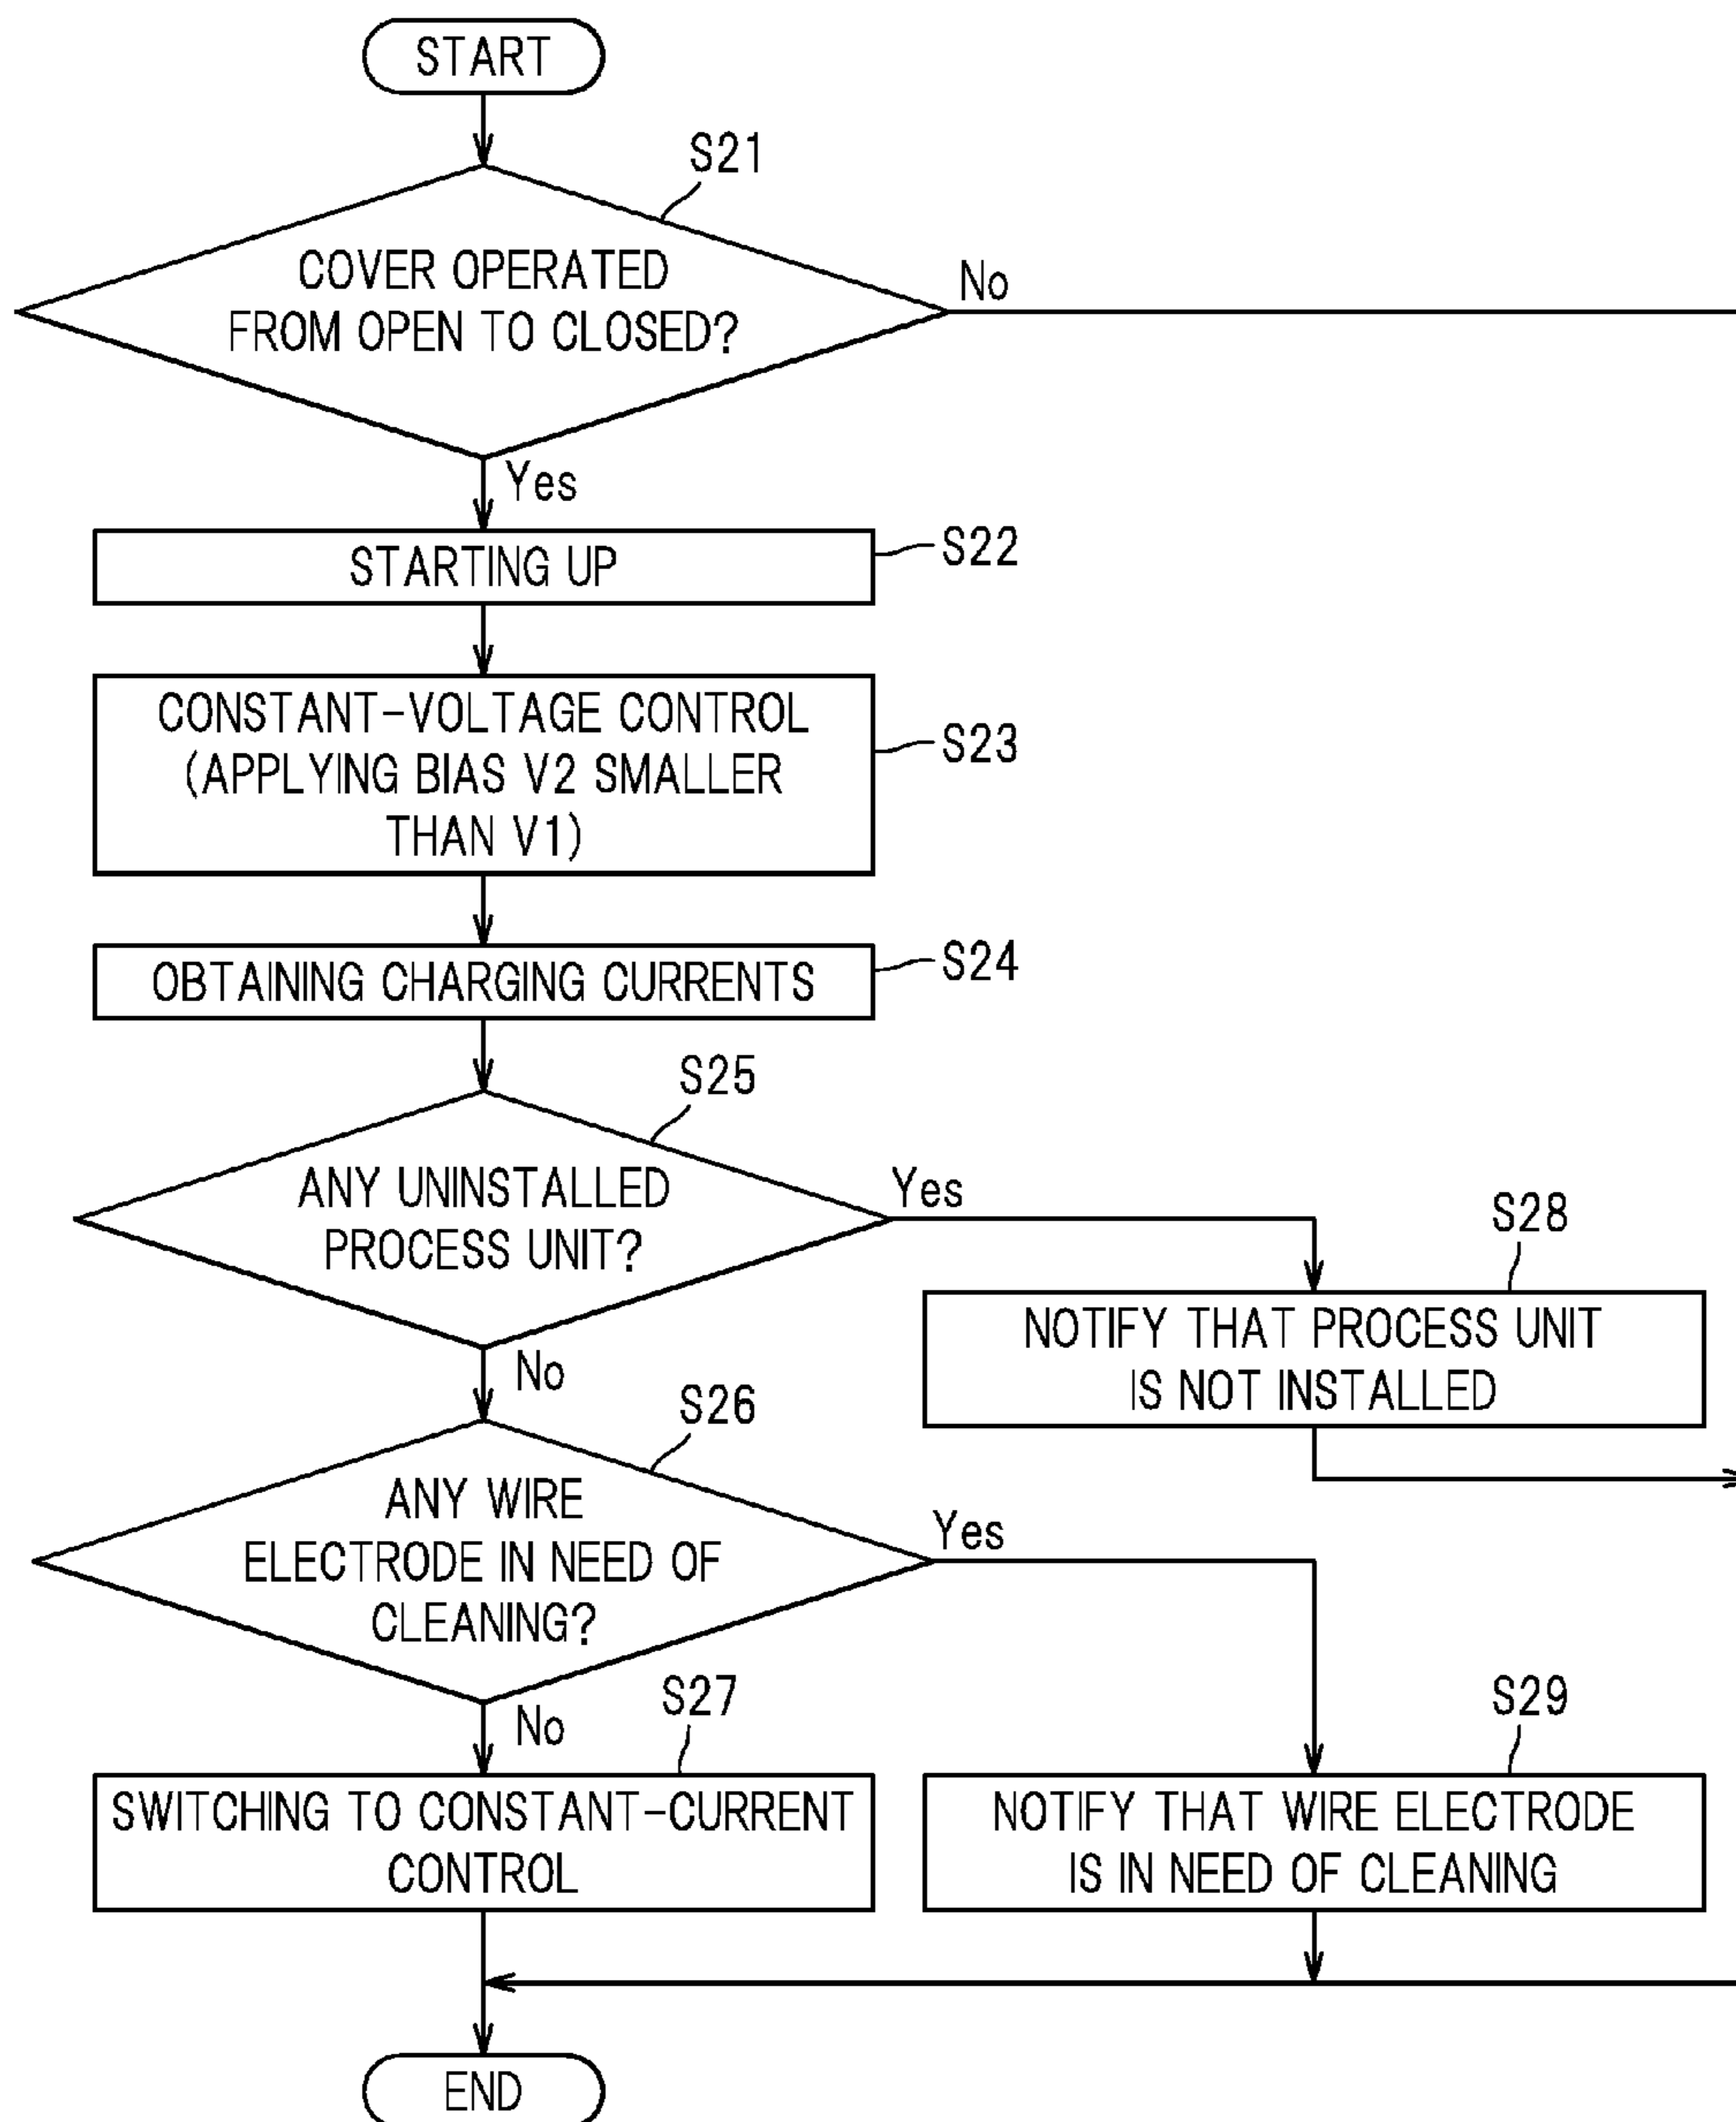 START
S21
COVER OPERATED
FROM OPEN TO CLOSED?
No
Yes
STARTING UP
S22
CONSTANT-VOLTAGE CONTROL
(APPLYING BIAS V2 SMALLER
THAN V1)
S23
OBTAINING CHARGING CURRENTS
S24
S25
ANY UNINSTALLED
PROCESS UNIT?
Yes
No
S28
NOTIFY THAT PROCESS UNIT
IS NOT INSTALLED
S26
ANY WIRE
ELECTRODE IN NEED OF
CLEANING?
Yes
No
S27
SWITCHING TO CONSTANT-CURRENT
CONTROL
S29
NOTIFY THAT WIRE ELECTRODE
IS IN NEED OF CLEANING
END